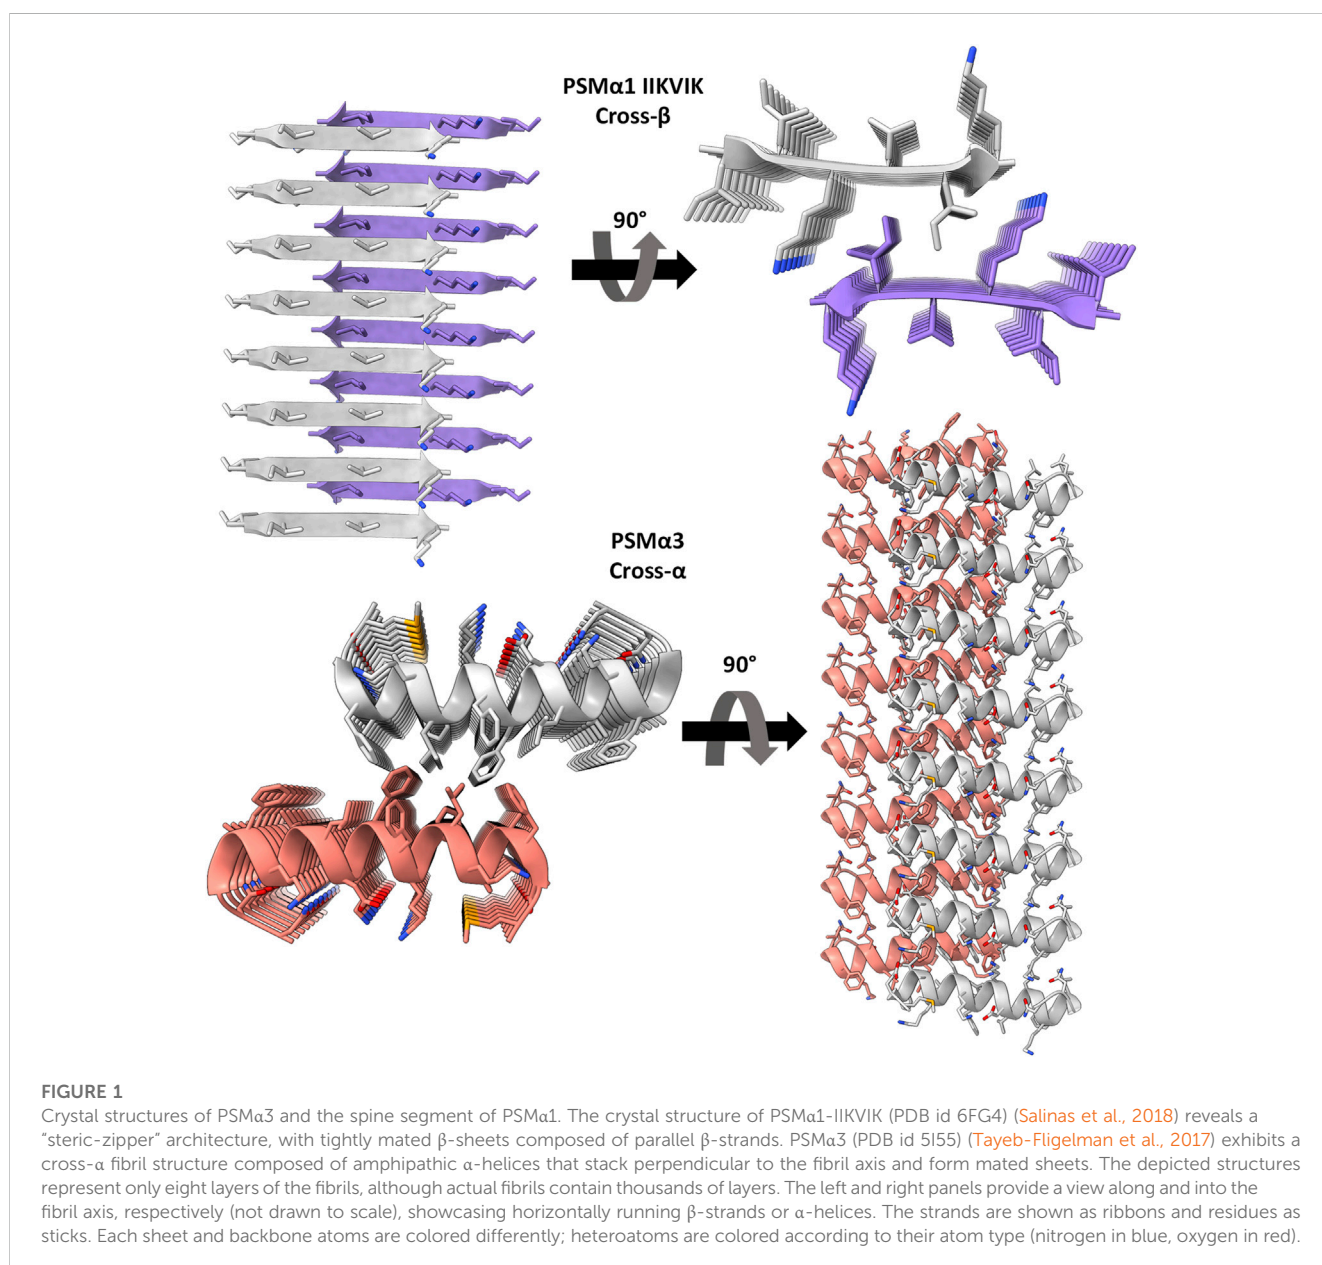 PSMα1 IIKVIK
Cross-β
90°
PSMα3
Cross-α
90°
FIGURE 1
Crystal structures of PSMα3 and the spine segment of PSMα1. The crystal structure of PSMα1-IIKVIK (PDB id 6FG4) (Salinas et al., 2018) reveals a
“steric-zipper” architecture, with tightly mated β-sheets composed of parallel β-strands. PSMα3 (PDB id 5I55) (Tayeb-Fligelman et al., 2017) exhibits a
cross-α fibril structure composed of amphipathic α-helices that stack perpendicular to the fibril axis and form mated sheets. The depicted structures
represent only eight layers of the fibrils, although actual fibrils contain thousands of layers. The left and right panels provide a view along and into the
fibril axis, respectively (not drawn to scale), showcasing horizontally running β-strands or α-helices. The strands are shown as ribbons and residues as
sticks. Each sheet and backbone atoms are colored differently; heteroatoms are colored according to their atom type (nitrogen in blue, oxygen in red).